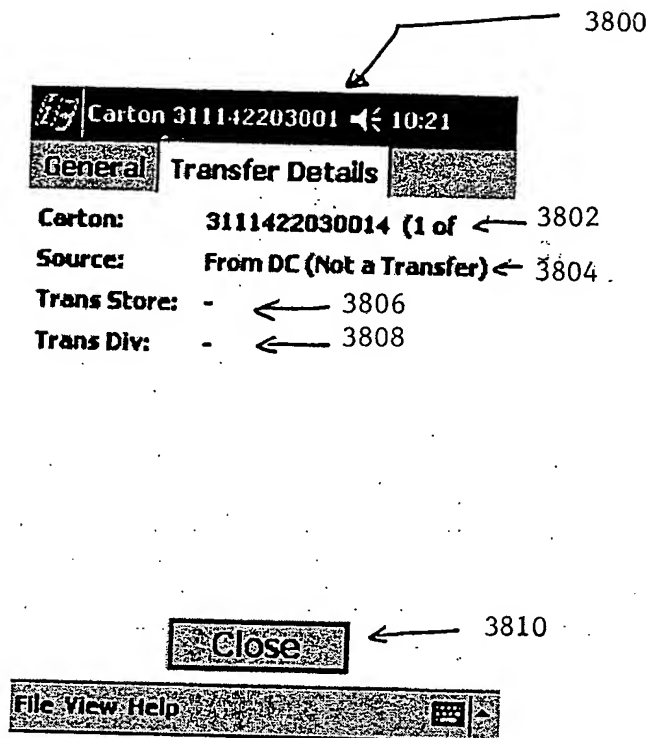 3800
Carton 311142203001 10:21
General Transfer Details
Carton: 3111422030014 (1 of 3802
Source: From DC (Not a Transfer) 3804
Trans Store: - 3806
Trans Div: - 3808
Close 3810
File View Help